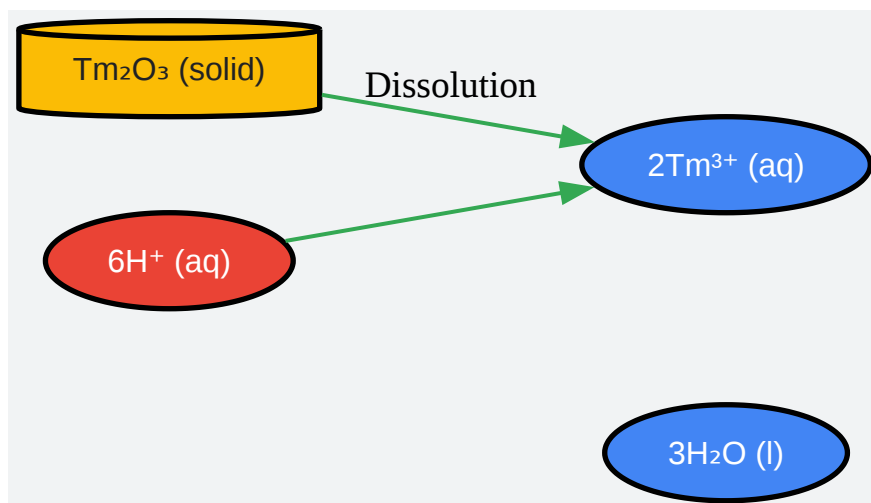 Tm₂O₃ (solid)
Dissolution
2Tm³⁺ (aq)
6H⁺ (aq)
3H₂O (l)